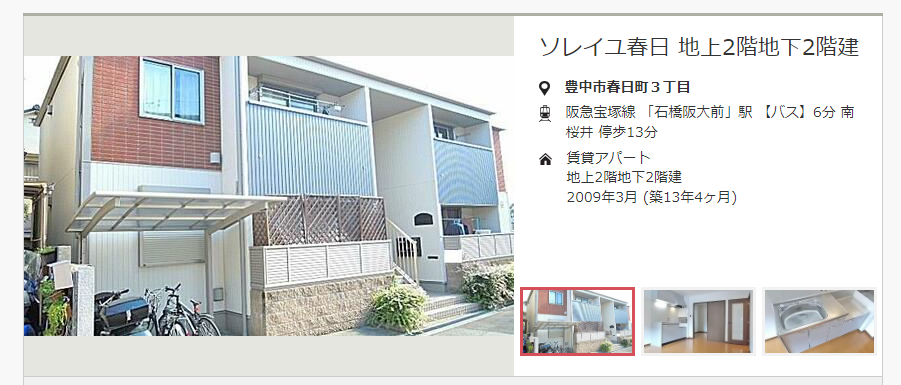 ソレイユ春日 地上2階地下2階建
豊中市春日町３丁目
阪急宝塚線 「石橋阪大前」駅 【バス】6分 南
桜井 停歩13分
賃貸アパート
地上2階地下2階建
2009年3月 (築13年4ヶ月)